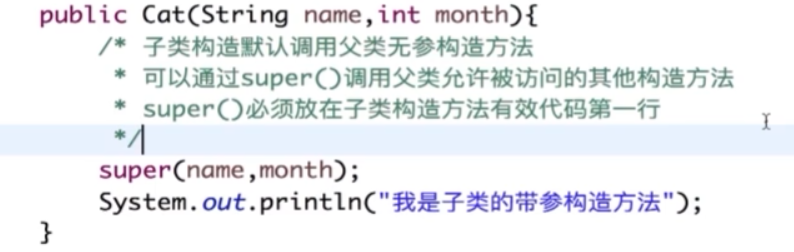 public Cat(String name,int month){
/* 子类构造默认调用父类无参构造方法
* 可以通过super()调用父类允许被访问的其他构造方法
* super()必须放在子类构造方法有效代码第一行
*/
super(name,month);
System.out.println("我是子类的带参构造方法");
}